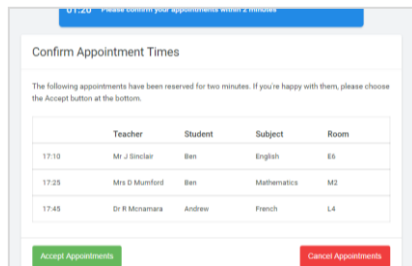 01:20 Please confirm your appointments within 2 minutes
Confirm Appointment Times
The following appointments have been reserved for two minutes. If you're happy with them, please choose
the Accept button at the bottom.
Teacher Student Subject Room
17:10 Mr J Sinclair Ben English E6
17:25 Mrs D Mumford Ben Mathematics M2
17:45 Dr R Mcnamara Andrew French L4
Accept Appointments Cancel Appointments